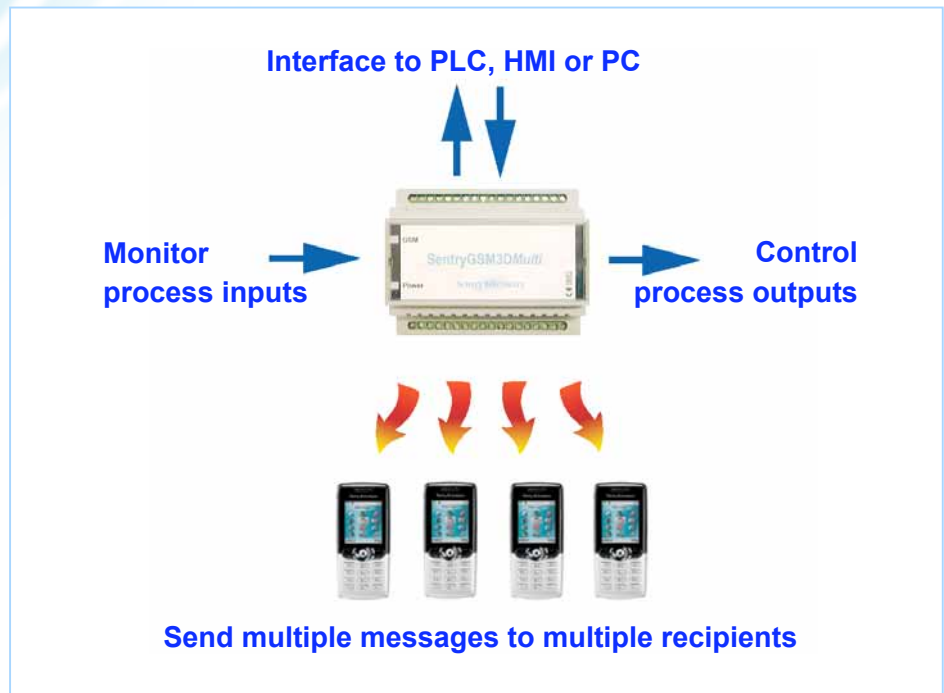 Interface to PLC, HMI or PC
Monitor
process inputs
GSM
SentryGSM3DMulti
Power
Control
process outputs
Send multiple messages to multiple recipients